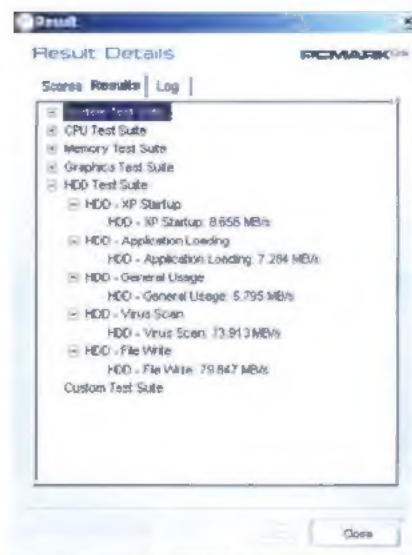 Result
Result Details
PCMARK
Scores Results Log
System Test Suite
CPU Test Suite
Memory Test Suite
Graphics Test Suite
HDD Test Suite
HDD - XP Startup
HDD - XP Startup: 8.656 MB/s
HDD - Application Loading
HDD - Application Loading: 7.284 MB/s
HDD - General Usage
HDD - General Usage: 5.795 MB/s
HDD - Virus Scan
HDD - Virus Scan: 73.913 MB/s
HDD - File Write
HDD - File Write: 79.847 MB/s
Custom Test Suite
Close